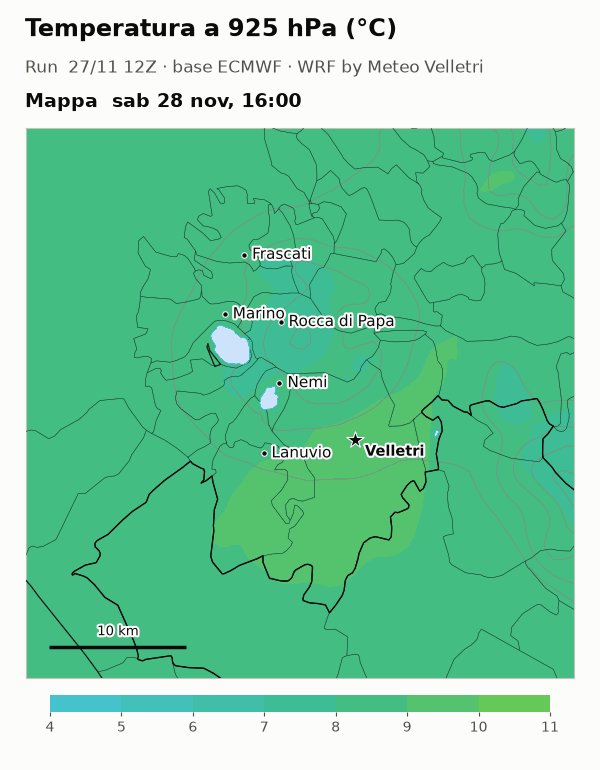 Temperatura a 925 hPa (°C)
Run  27/11 12Z · base ECMWF · WRF by Meteo Velletri
Mappa  sab 28 nov, 16:00
Frascati
Marino
Rocca di Papa
Nemi
Velletri
Lanuvio
10 km
4 5 6 7 8 9 10 11